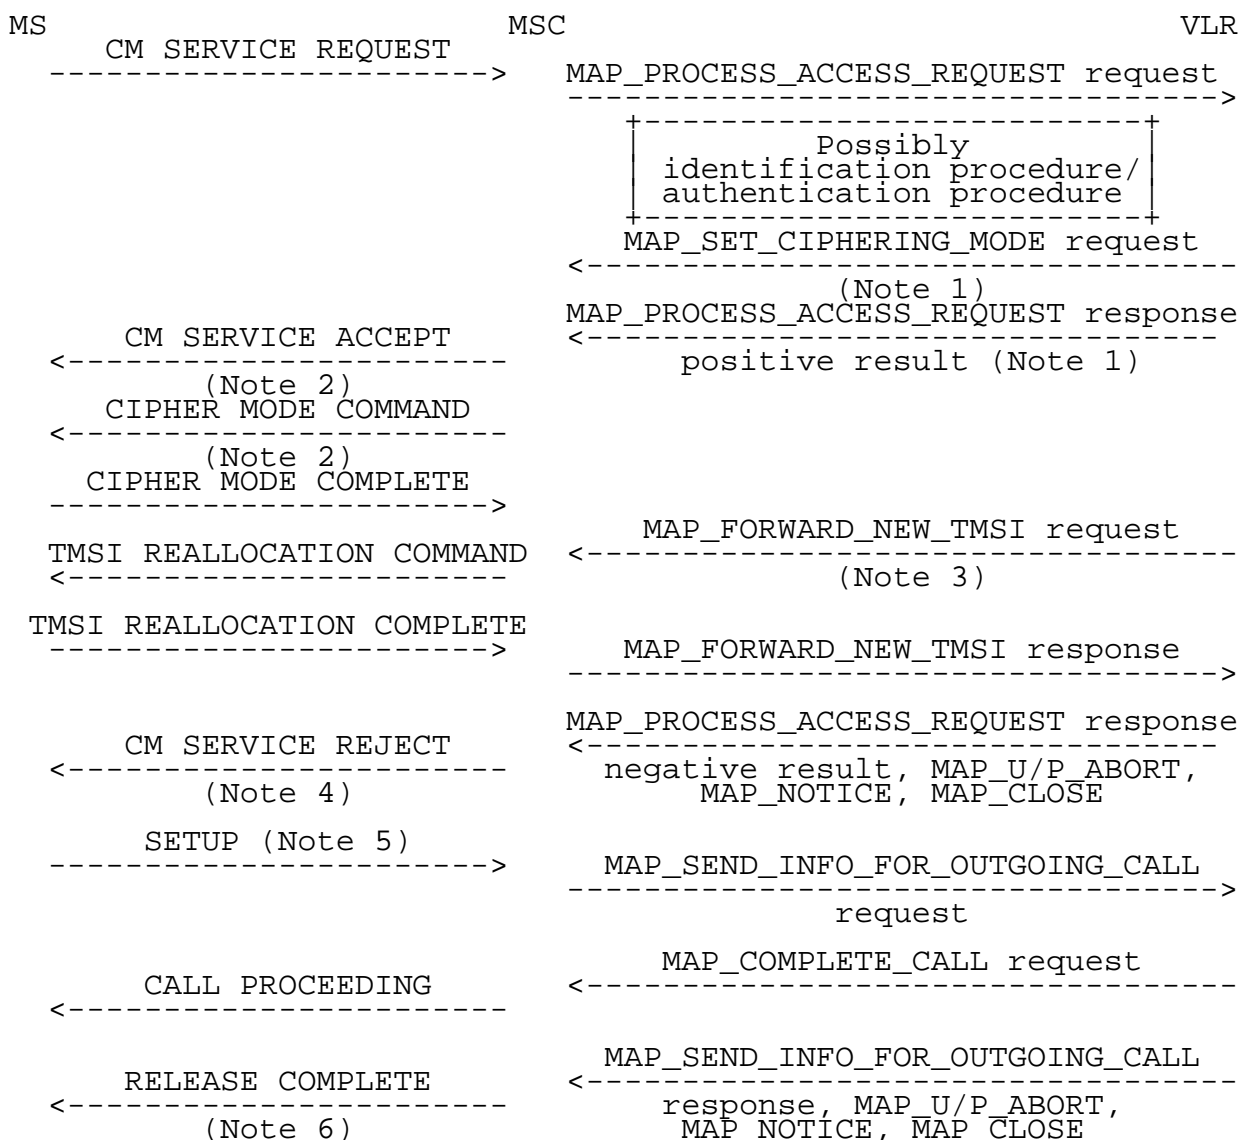 MS MSC VLR
CM SERVICE REQUEST
-----------------------> MAP_PROCESS_ACCESS_REQUEST request
---------------------------------->
+--------------------------+
| Possibly |
| identification procedure/|
| authentication procedure |
+--------------------------+
MAP_SET_CIPHERING_MODE request
<----------------------------------
(Note 1)
MAP_PROCESS_ACCESS_REQUEST response
CM SERVICE ACCEPT <---------------------------------
<----------------------- positive result (Note 1)
(Note 2)
CIPHER MODE COMMAND
<-----------------------
(Note 2)
CIPHER MODE COMPLETE
----------------------->
MAP_FORWARD_NEW_TMSI request
TMSI REALLOCATION COMMAND <----------------------------------
<----------------------- (Note 3)
TMSI REALLOCATION COMPLETE
-----------------------> MAP_FORWARD_NEW_TMSI response
---------------------------------->
MAP_PROCESS_ACCESS_REQUEST response
CM SERVICE REJECT <---------------------------------
<----------------------- negative result, MAP_U/P_ABORT,
(Note 4) MAP_NOTICE, MAP_CLOSE
SETUP (Note 5)
-----------------------> MAP_SEND_INFO_FOR_OUTGOING_CALL
---------------------------------->
request
MAP_COMPLETE_CALL request
CALL PROCEEDING <----------------------------------
<-----------------------
MAP_SEND_INFO_FOR_OUTGOING_CALL
RELEASE COMPLETE <----------------------------------
<----------------------- response, MAP_U/P_ABORT,
(Note 6) MAP_NOTICE, MAP_CLOSE